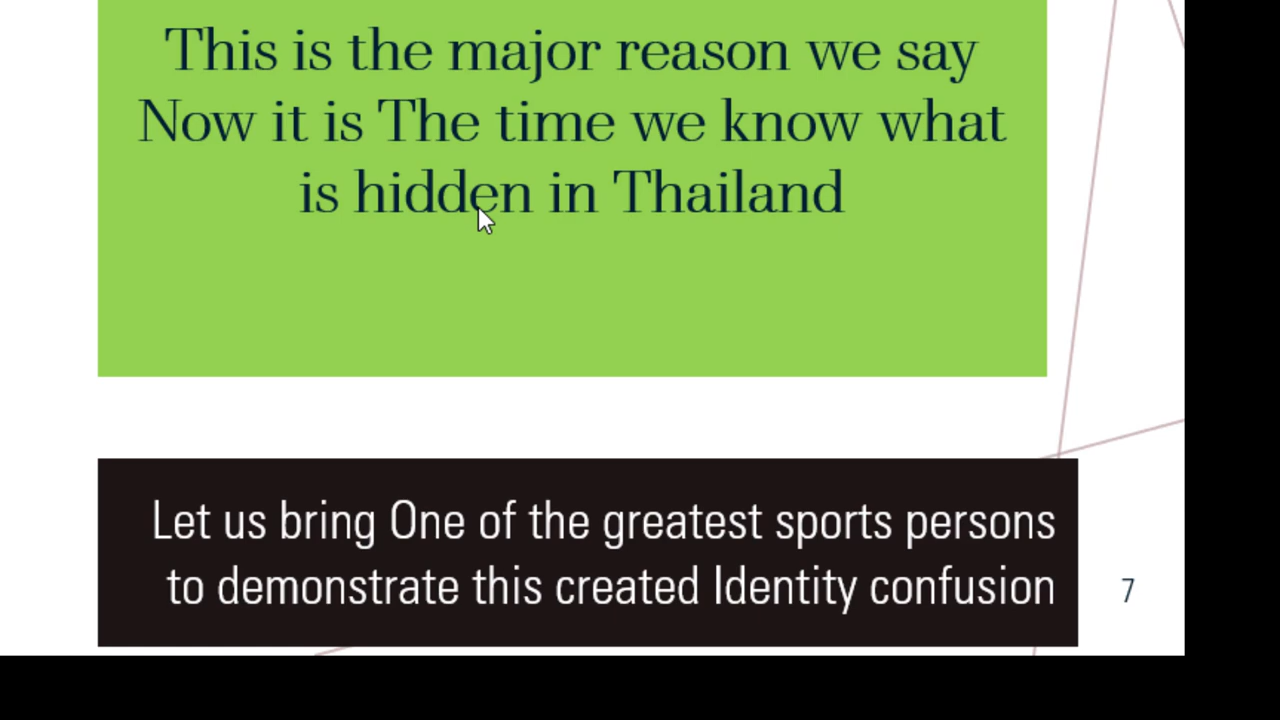 This is the major reason we say
Now it is The time we know what
is hidden in Thailand
Let us bring One of the greatest sports persons
to demonstrate this created Identity confusion
7